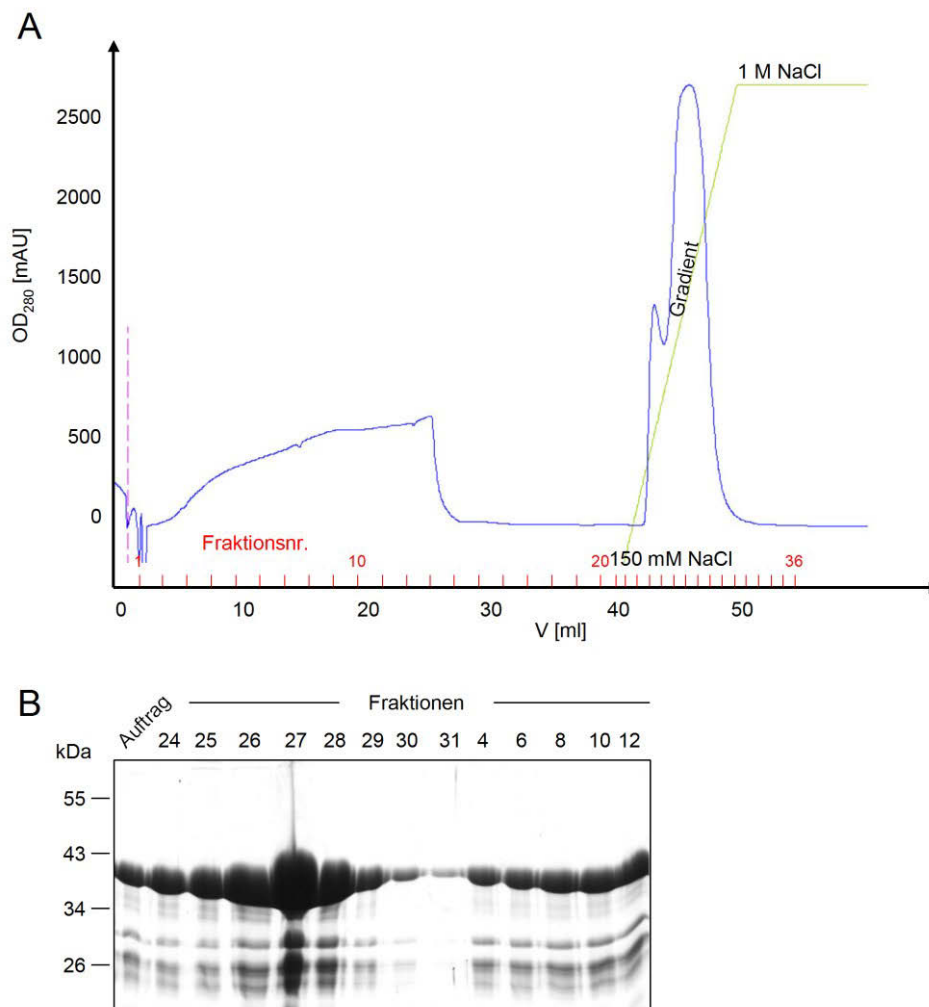 A
1 M NaCl
2500
2000
1500
1000
500
0
OD280 [mAU]
Gradient
Fraktionsnr.
1 10 20 36
150 mM NaCl
0 10 20 30 40 50
V [ml]
B
Auftrag
Fraktionen
24 25 26 27 28 29 30 31 4 6 8 10 12
kDa
55
43
34
26